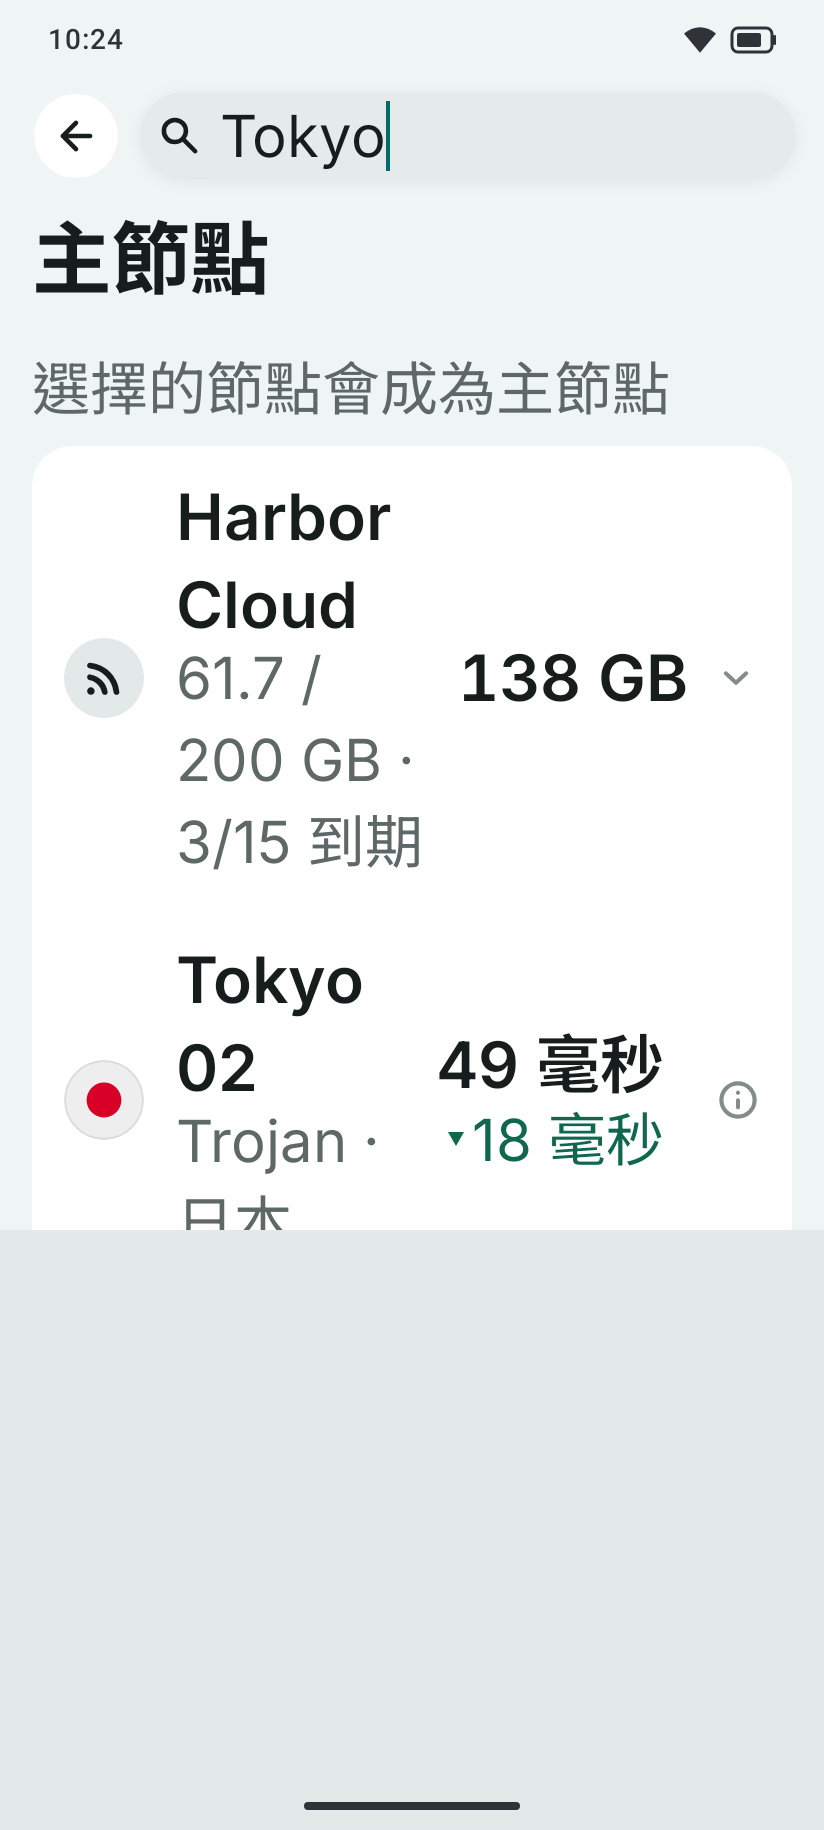 10:24
Tokyo
主節點
選擇的節點會成為主節點
Harbor
Cloud
61.7 /
200 GB ·
3/15 到期
138 GB
Tokyo
02
Trojan ·
日本
49 毫秒
▼18 毫秒